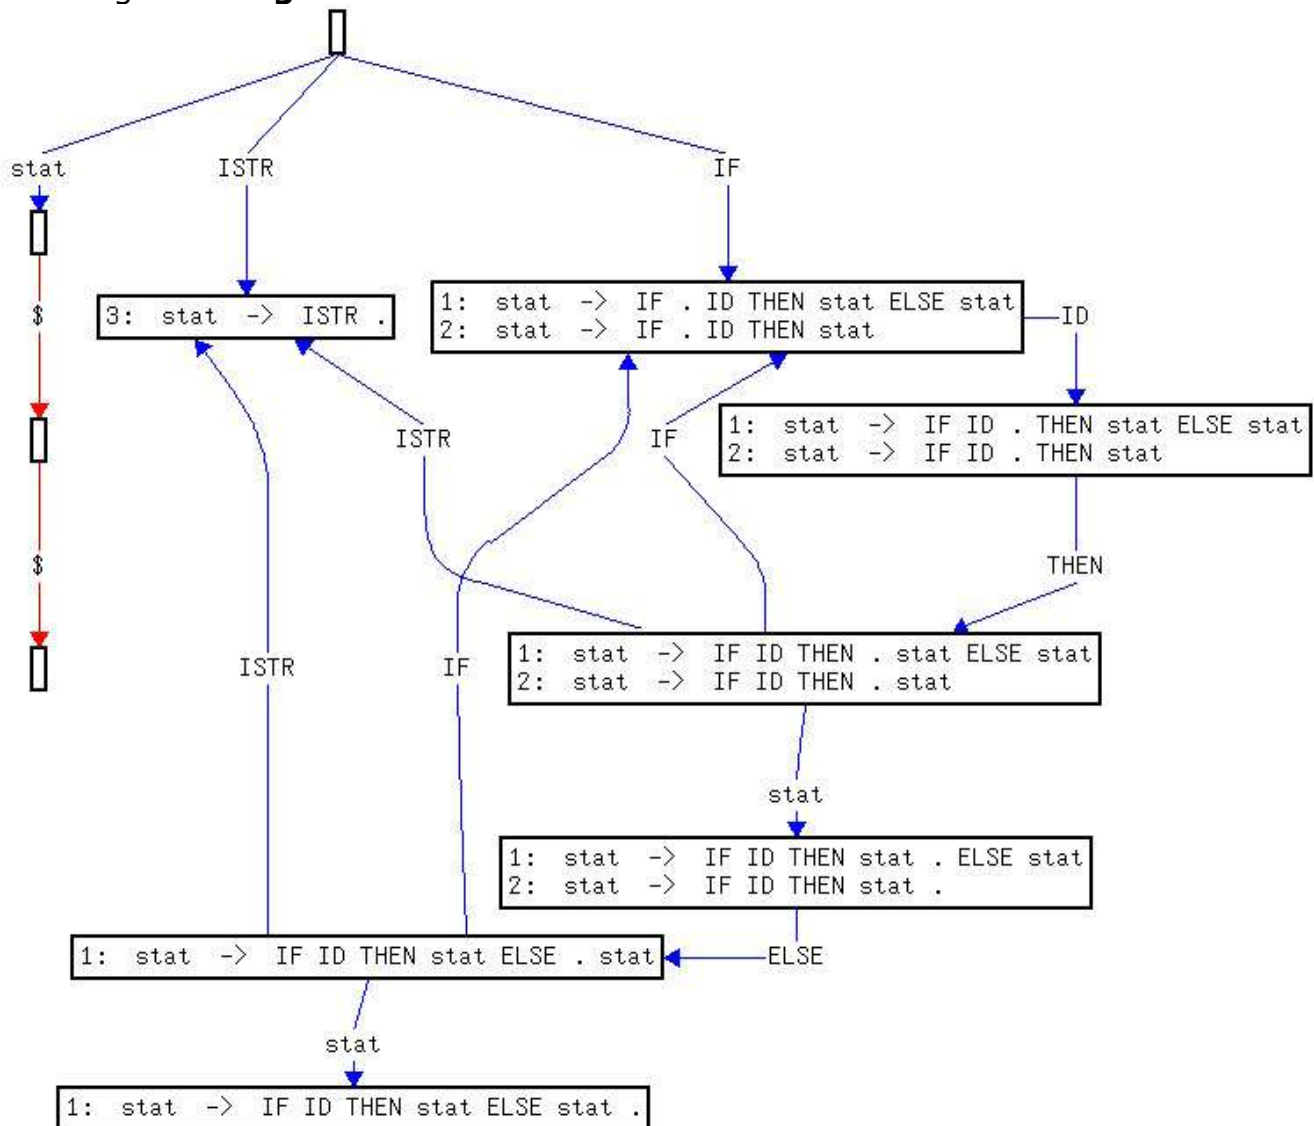 stat
ISTR
IF
$
3: stat -> ISTR .
1: stat -> IF . ID THEN stat ELSE stat
2: stat -> IF . ID THEN stat
ID
ISTR
IF
1: stat -> IF ID . THEN stat ELSE stat
2: stat -> IF ID . THEN stat
$
THEN
ISTR
IF
1: stat -> IF ID THEN . stat ELSE stat
2: stat -> IF ID THEN . stat
stat
1: stat -> IF ID THEN stat . ELSE stat
2: stat -> IF ID THEN stat .
1: stat -> IF ID THEN stat ELSE . stat
ELSE
stat
1: stat -> IF ID THEN stat ELSE stat .